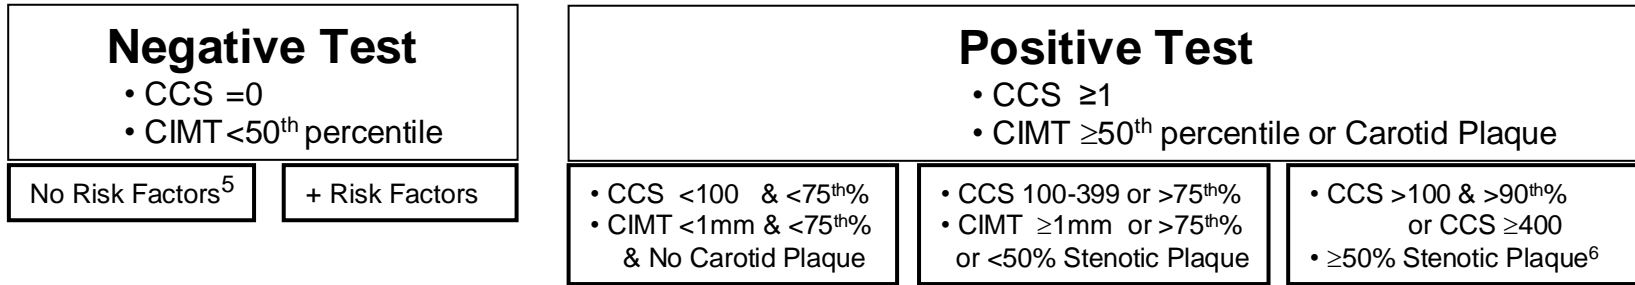 Negative Test
• CCS =0
• CIMT <50th percentile
No Risk Factors5
+ Risk Factors
Positive Test
• CCS ≥1
• CIMT ≥50th percentile or Carotid Plaque
• CCS <100 & <75th%
• CIMT <1mm & <75th%
& No Carotid Plaque
• CCS 100-399 or >75th%
• CIMT ≥1mm or >75th%
or <50% Stenotic Plaque
• CCS >100 & >90th%
or CCS ≥400
• ≥50% Stenotic Plaque6